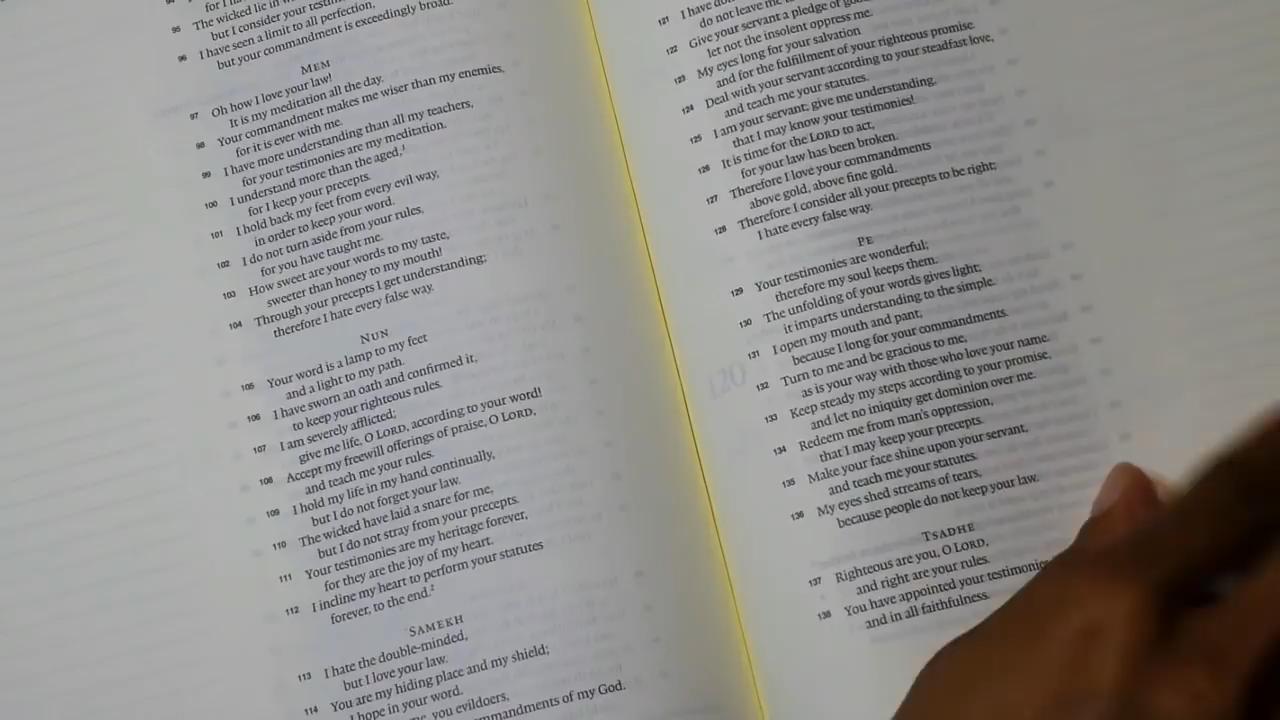 for I
95 The wicked lie in
but I consider your
96 I have seen a limit to all perfection,
but your commandment is exceedingly broad.
MEM
97 Oh how I love your law!
It is my meditation all the day.
98 Your commandment makes me wiser than my enemies,
for it is ever with me.
99 I have more understanding than all my teachers,
for your testimonies are my meditation.
100 I understand more than the aged,1
for I keep your precepts.
101 I hold back my feet from every evil way,
in order to keep your word.
102 I do not turn aside from your rules,
for you have taught me.
103 How sweet are your words to my taste,
sweeter than honey to my mouth!
104 Through your precepts I get understanding;
therefore I hate every false way.
NUN
105 Your word is a lamp to my feet
and a light to my path.
106 I have sworn an oath and confirmed it,
to keep your righteous rules.
107 I am severely afflicted;
give me life, O LORD, according to your word!
108 Accept my freewill offerings of praise, O LORD,
and teach me your rules.
109 I hold my life in my hand continually,
but I do not forget your law.
110 The wicked have laid a snare for me,
but I do not stray from your precepts.
111 Your testimonies are my heritage forever,
for they are the joy of my heart.
112 I incline my heart to perform your statutes
forever, to the end.2
SAMEKH
113 I hate the double-minded,
but I love your law.
114 You are my hiding place and my shield;
I hope in your word.
you evildoers,
commandments of my God.
121 I have
do not leave me
122 Give your servant a pledge of
let not the insolent oppress me.
123 My eyes long for your salvation
and for the fulfillment of your righteous promise.
124 Deal with your servant according to your steadfast love,
and teach me your statutes.
125 I am your servant; give me understanding,
that I may know your testimonies!
126 It is time for the LORD to act,
for your law has been broken.
127 Therefore I love your commandments
above gold, above fine gold.
128 Therefore I consider all your precepts to be right;
I hate every false way.
PE
129 Your testimonies are wonderful;
therefore my soul keeps them.
130 The unfolding of your words gives light;
it imparts understanding to the simple.
131 I open my mouth and pant,
because I long for your commandments.
132 Turn to me and be gracious to me,
as is your way with those who love your name.
133 Keep steady my steps according to your promise,
and let no iniquity get dominion over me.
134 Redeem me from man's oppression,
that I may keep your precepts.
135 Make your face shine upon your servant,
and teach me your statutes.
136 My eyes shed streams of tears,
because people do not keep your law.
TSADHE
137 Righteous are you, O LORD,
and right are your rules.
138 You have appointed your testimonies
and in all faithfulness.